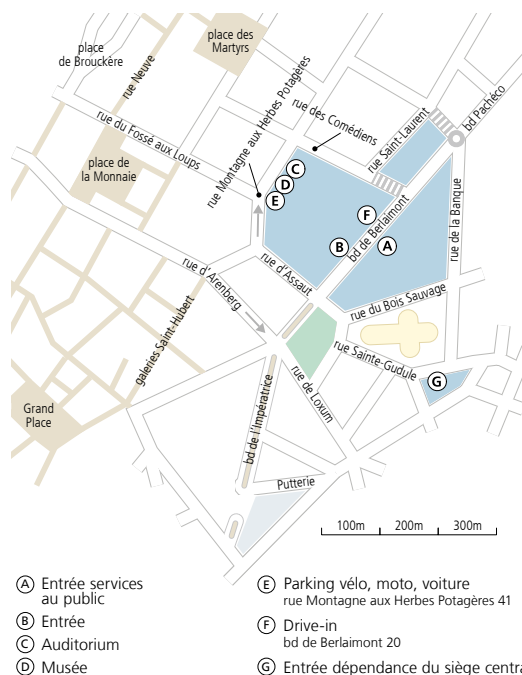 place des
Martyrs
place
de Brouckère
rue Neuve
rue Montagne aux Herbes Potagères
rue des Comédiens
rue Saint-Laurent
bd Pachéco
rue du Fossé aux Loups
place de
la Monnaie
C
D
E
F
B
A
bd de Berlaimont
rue de la Banque
rue d'Assaut
rue d'Arenberg
galeries Saint-Hubert
rue du Bois Sauvage
rue Sainte-Gudule
G
Grand
Place
bd de l'Impératrice
rue de Loxum
Putterie
100m 200m 300m
A Entrée services
au public
B Entrée
C Auditorium
D Musée
E Parking vélo, moto, voiture
rue Montagne aux Herbes Potagères 41
F Drive-in
bd de Berlaimont 20
G Entrée dépendance du siège centra